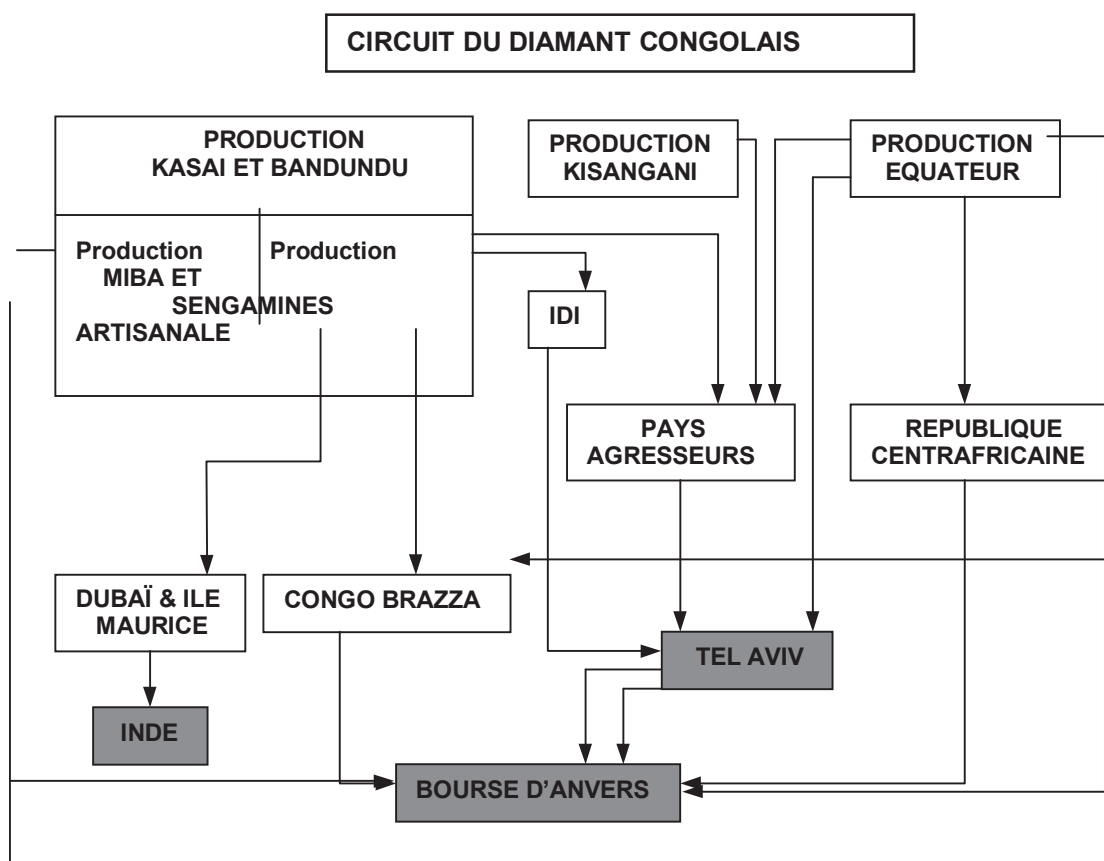 CIRCUIT DU DIAMANT CONGOLAIS
PRODUCTION
KASAI ET BANDUNDU
PRODUCTION
KISANGANI
PRODUCTION
EQUATEUR
Production Production
MIBA ET
SENGAMINES
ARTISANALE
IDI
PAYS
AGRESSEURS
REPUBLIQUE
CENTRAFRICAINE
DUBAÏ & ILE
MAURICE
CONGO BRAZZA
TEL AVIV
INDE
BOURSE D’ANVERS